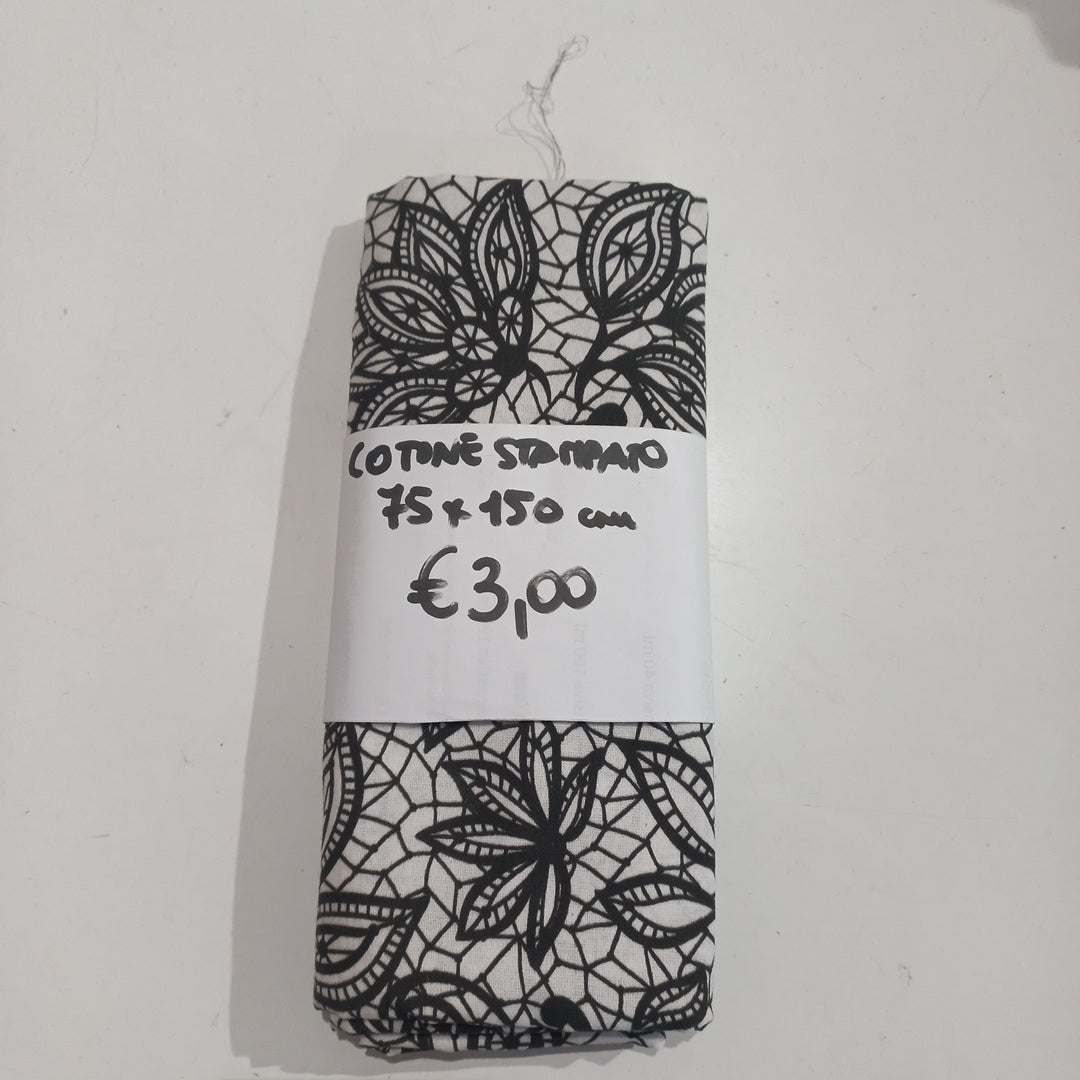 COTONE STAMPATO
75 x 150 cm
€3,00